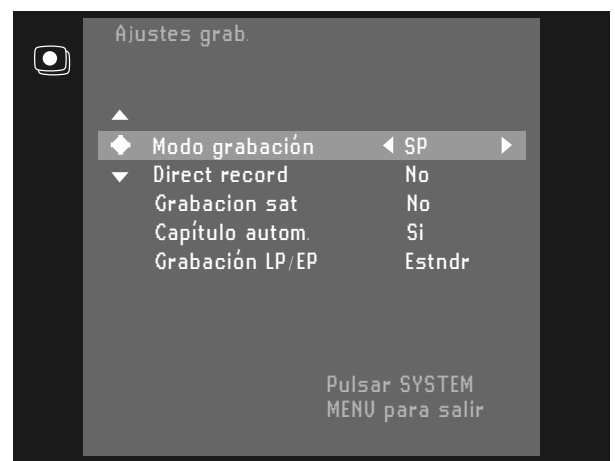 Ajustes grab.
Modo grabación SP
Direct record No
Grabacion sat No
Capítulo autom. Si
Grabación LP/EP Estndr
Pulsar SYSTEM
MENU para salir